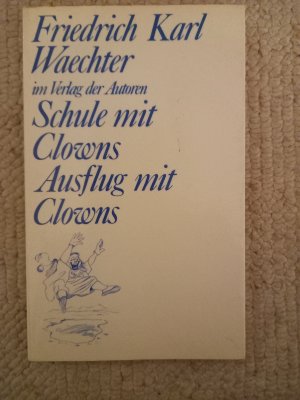 Friedrich Karl
Waechter
im Verlag der Autoren
Schule mit
Clowns
Ausflug mit
Clowns